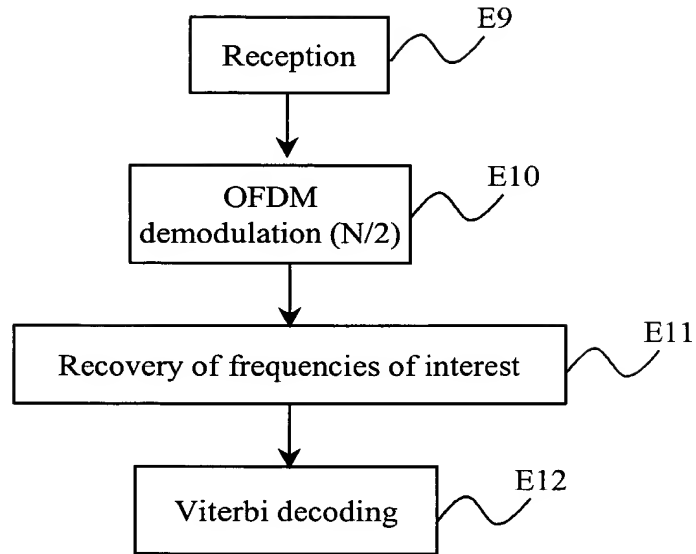 E9
Reception
E10
OFDM
demodulation (N/2)
E11
Recovery of frequencies of interest
E12
Viterbi decoding